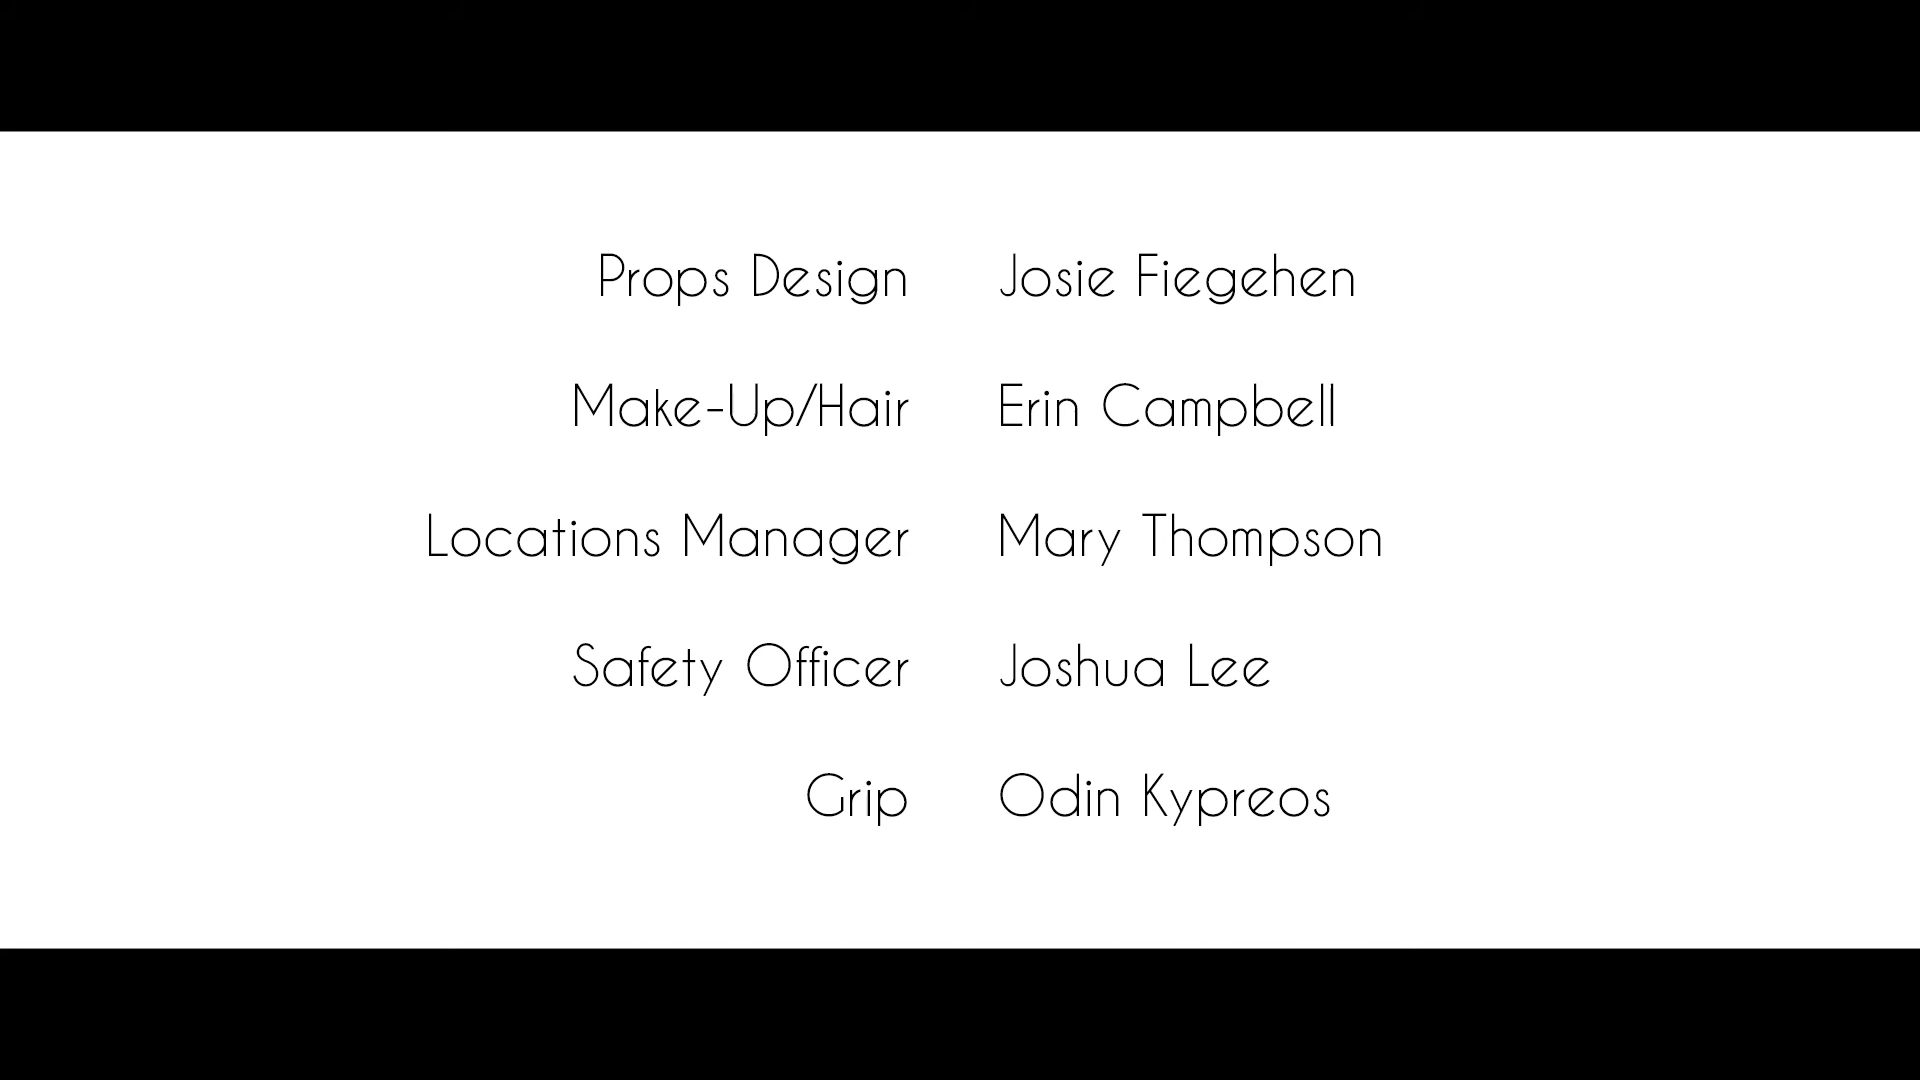 Props Design Josie Fiegehen
Make-Up/Hair Erin Campbell
Locations Manager Mary Thompson
Safety Officer Joshua Lee
Grip Odin Kypreos